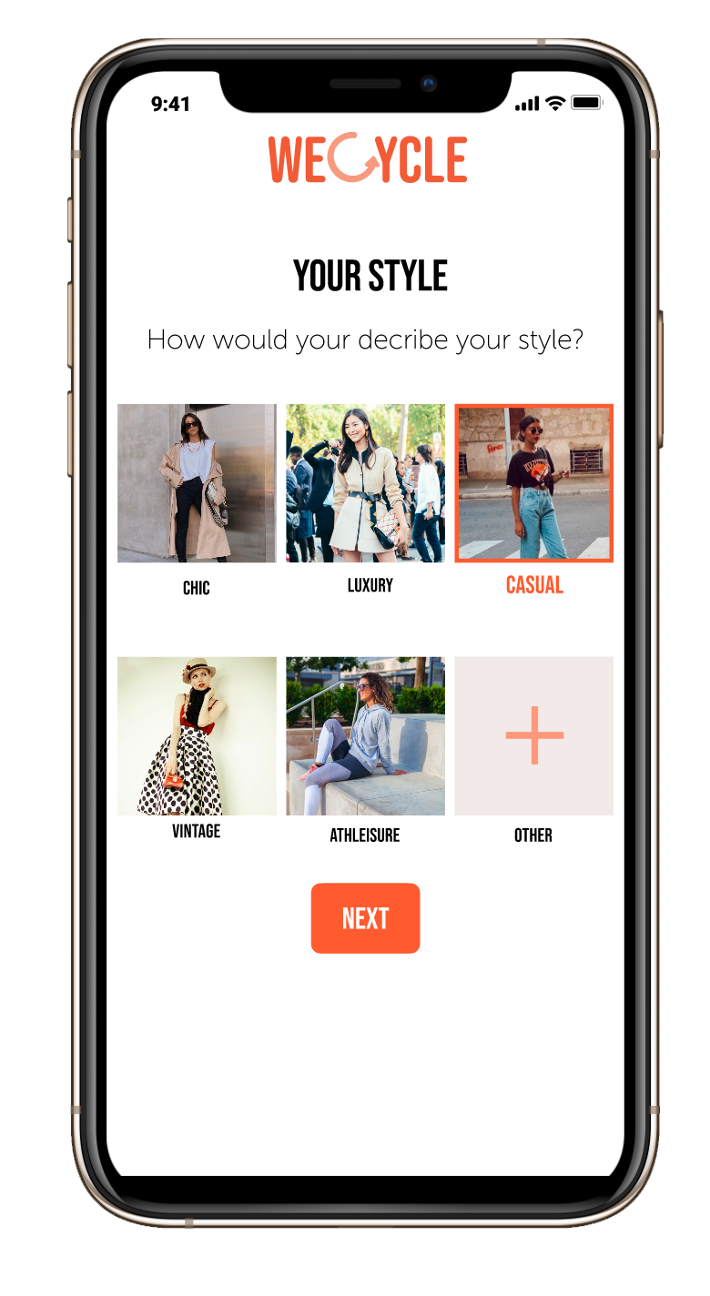 9:41
WECYCLE
YOUR STYLE
How would your decribe your style?
CHIC
LUXURY
CASUAL
VINTAGE
ATHLEISURE
OTHER
NEXT